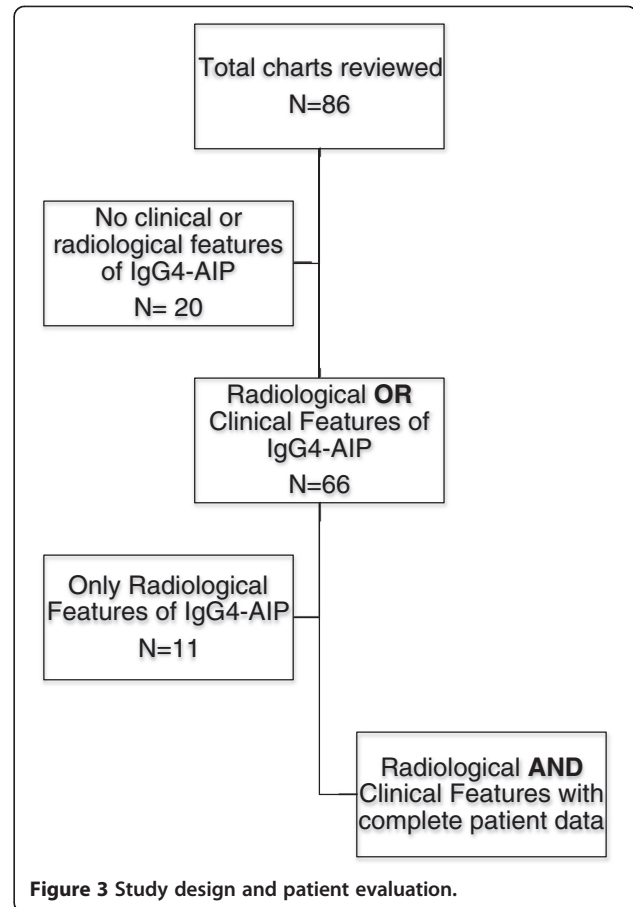 Total charts reviewed
N=86
No clinical or
radiological features
of IgG4-AIP
N= 20
Radiological OR
Clinical Features of
IgG4-AIP
N=66
Only Radiological
Features of IgG4-AIP
N=11
Radiological AND
Clinical Features with
complete patient data
Figure 3 Study design and patient evaluation.